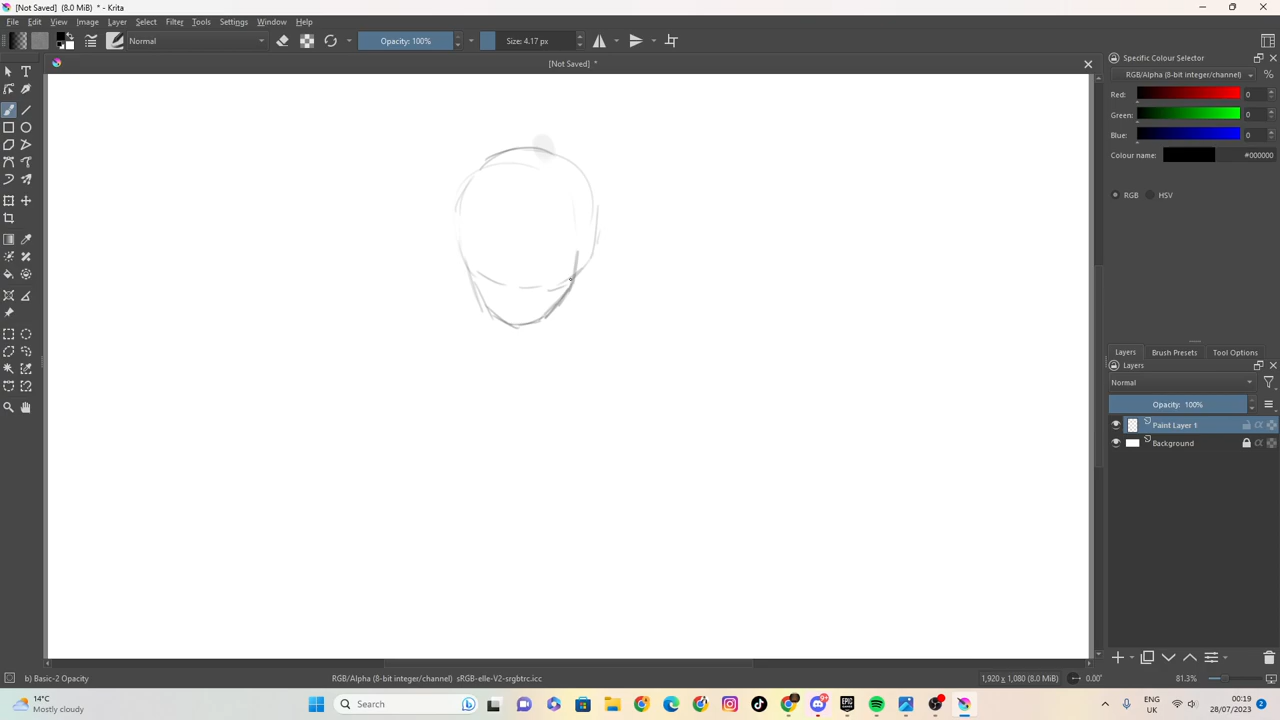 [Not Saved] (8.0 MiB) * - Krita
File Edit View Image Layer Select Filter Tools Settings Window Help
Normal
Opacity: 100%
Size: 4.17 px
[Not Saved] *
Specific Colour Selector
RGB/Alpha (8-bit integer/channel)
%
Red: 0
Green: 0
Blue: 0
Colour name: #000000
RGB HSV
Layers Brush Presets Tool Options
Layers
Normal
Opacity: 100%
Paint Layer 1
Background
b) Basic-2 Opacity
RGB/Alpha (8-bit integer/channel) sRGB-elle-V2-srgbtrc.icc
1,920 x 1,080 (8.0 MiB)
0.00°
81.3%
14°C
Mostly cloudy
Search
ENG
UK
00:19
28/07/2023